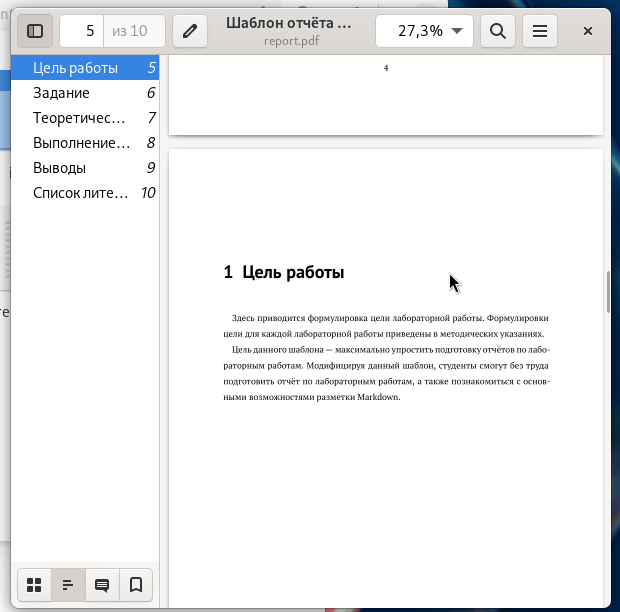 5 из 10
Шаблон отчёта ...
report.pdf
27,3%
Цель работы 5
Задание 6
Теоретичес... 7
Выполнение... 8
Выводы 9
Список лите... 10
4
1 Цель работы
Здесь приводится формулировка цели лабораторной работы. Формулировки
цели для каждой лабораторной работы приведены в методических указаниях.
Цель данного шаблона — максимально упростить подготовку отчётов по лабо-
раторным работам. Модифицируя данный шаблон, студенты смогут без труда
подготовить отчёт по лабораторным работам, а также познакомиться с основ-
ными возможностями разметки Markdown.